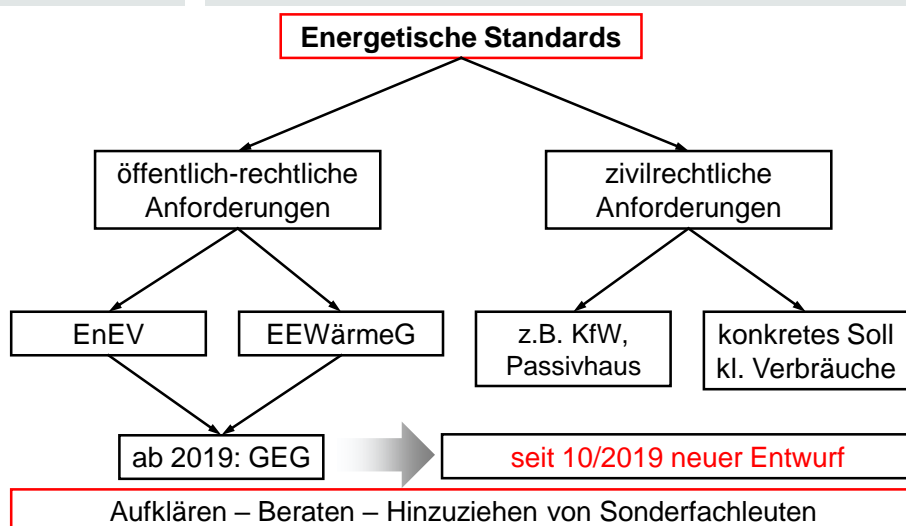 Energetische Standards
öffentlich-rechtliche
Anforderungen
zivilrechtliche
Anforderungen
EnEV
EEWärmeG
z.B. KfW,
Passivhaus
konkretes Soll
kl. Verbräuche
ab 2019: GEG
seit 10/2019 neuer Entwurf
Aufklären – Beraten – Hinzuziehen von Sonderfachleuten